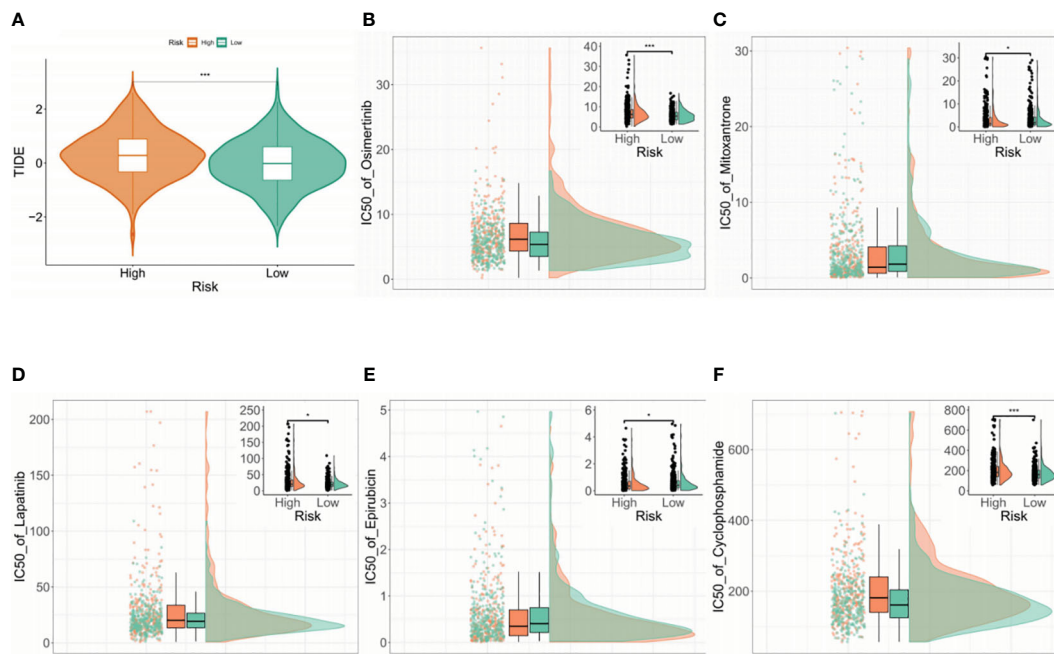 A
Risk High Low
***
TIDE
2
0
−2
High Low
Risk
B
IC50_of_Osimertinib
30
20
10
0
40
30
20
10
0
***
High Low
Risk
C
IC50_of_Mitoxantrone
30
20
10
0
40
30
20
10
0
*
High Low
Risk
D
IC50_of_Lapatinib
200
150
100
50
0
250
200
150
100
50
0
*
High Low
Risk
E
IC50_of_Epirubicin
5
4
3
2
1
0
6
4
2
0
*
High Low
Risk
F
IC50_of_Cyclophosphamide
600
400
200
800
600
400
200
0
***
High Low
Risk